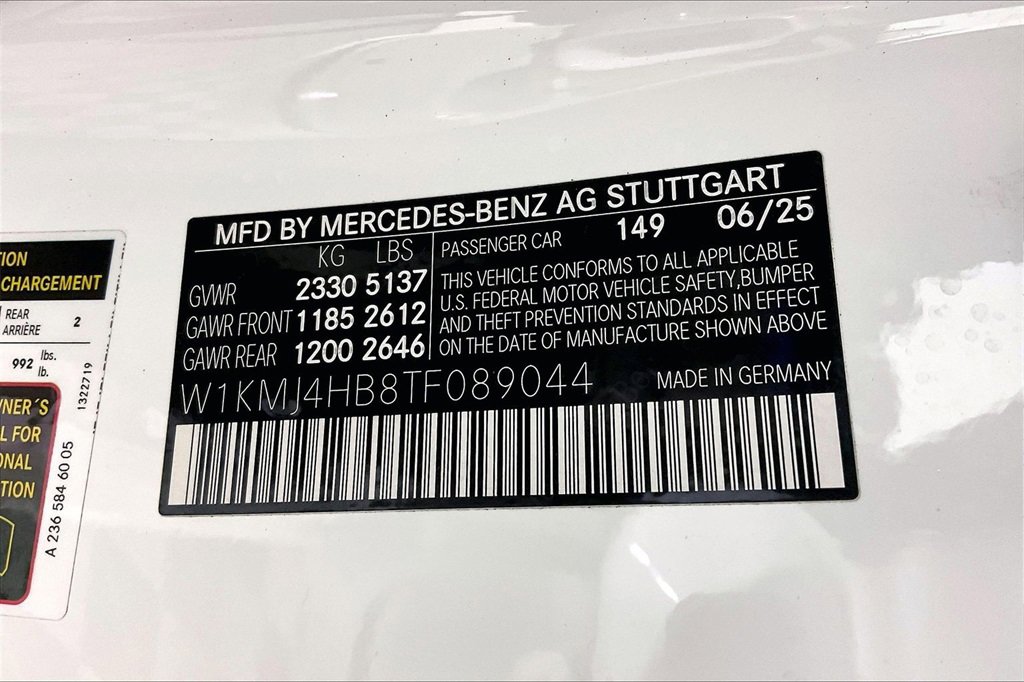 MFD BY MERCEDES-BENZ AG STUTTGART
KG LBS
GVWR 2330 5137
GAWR FRONT 1185 2612
GAWR REAR 1200 2646
PASSENGER CAR 149 06/25
THIS VEHICLE CONFORMS TO ALL APPLICABLE
U.S. FEDERAL MOTOR VEHICLE SAFETY,BUMPER
AND THEFT PREVENTION STANDARDS IN EFFECT
ON THE DATE OF MANUFACTURE SHOWN ABOVE
W1KMJ4HB8TF089044 MADE IN GERMANY
TION
CHARGEMENT
REAR
ARRIÈRE 2
992 lbs.
lb.
WNER´S
L FOR
ONAL
TION
1322719
A 236 584 60 05